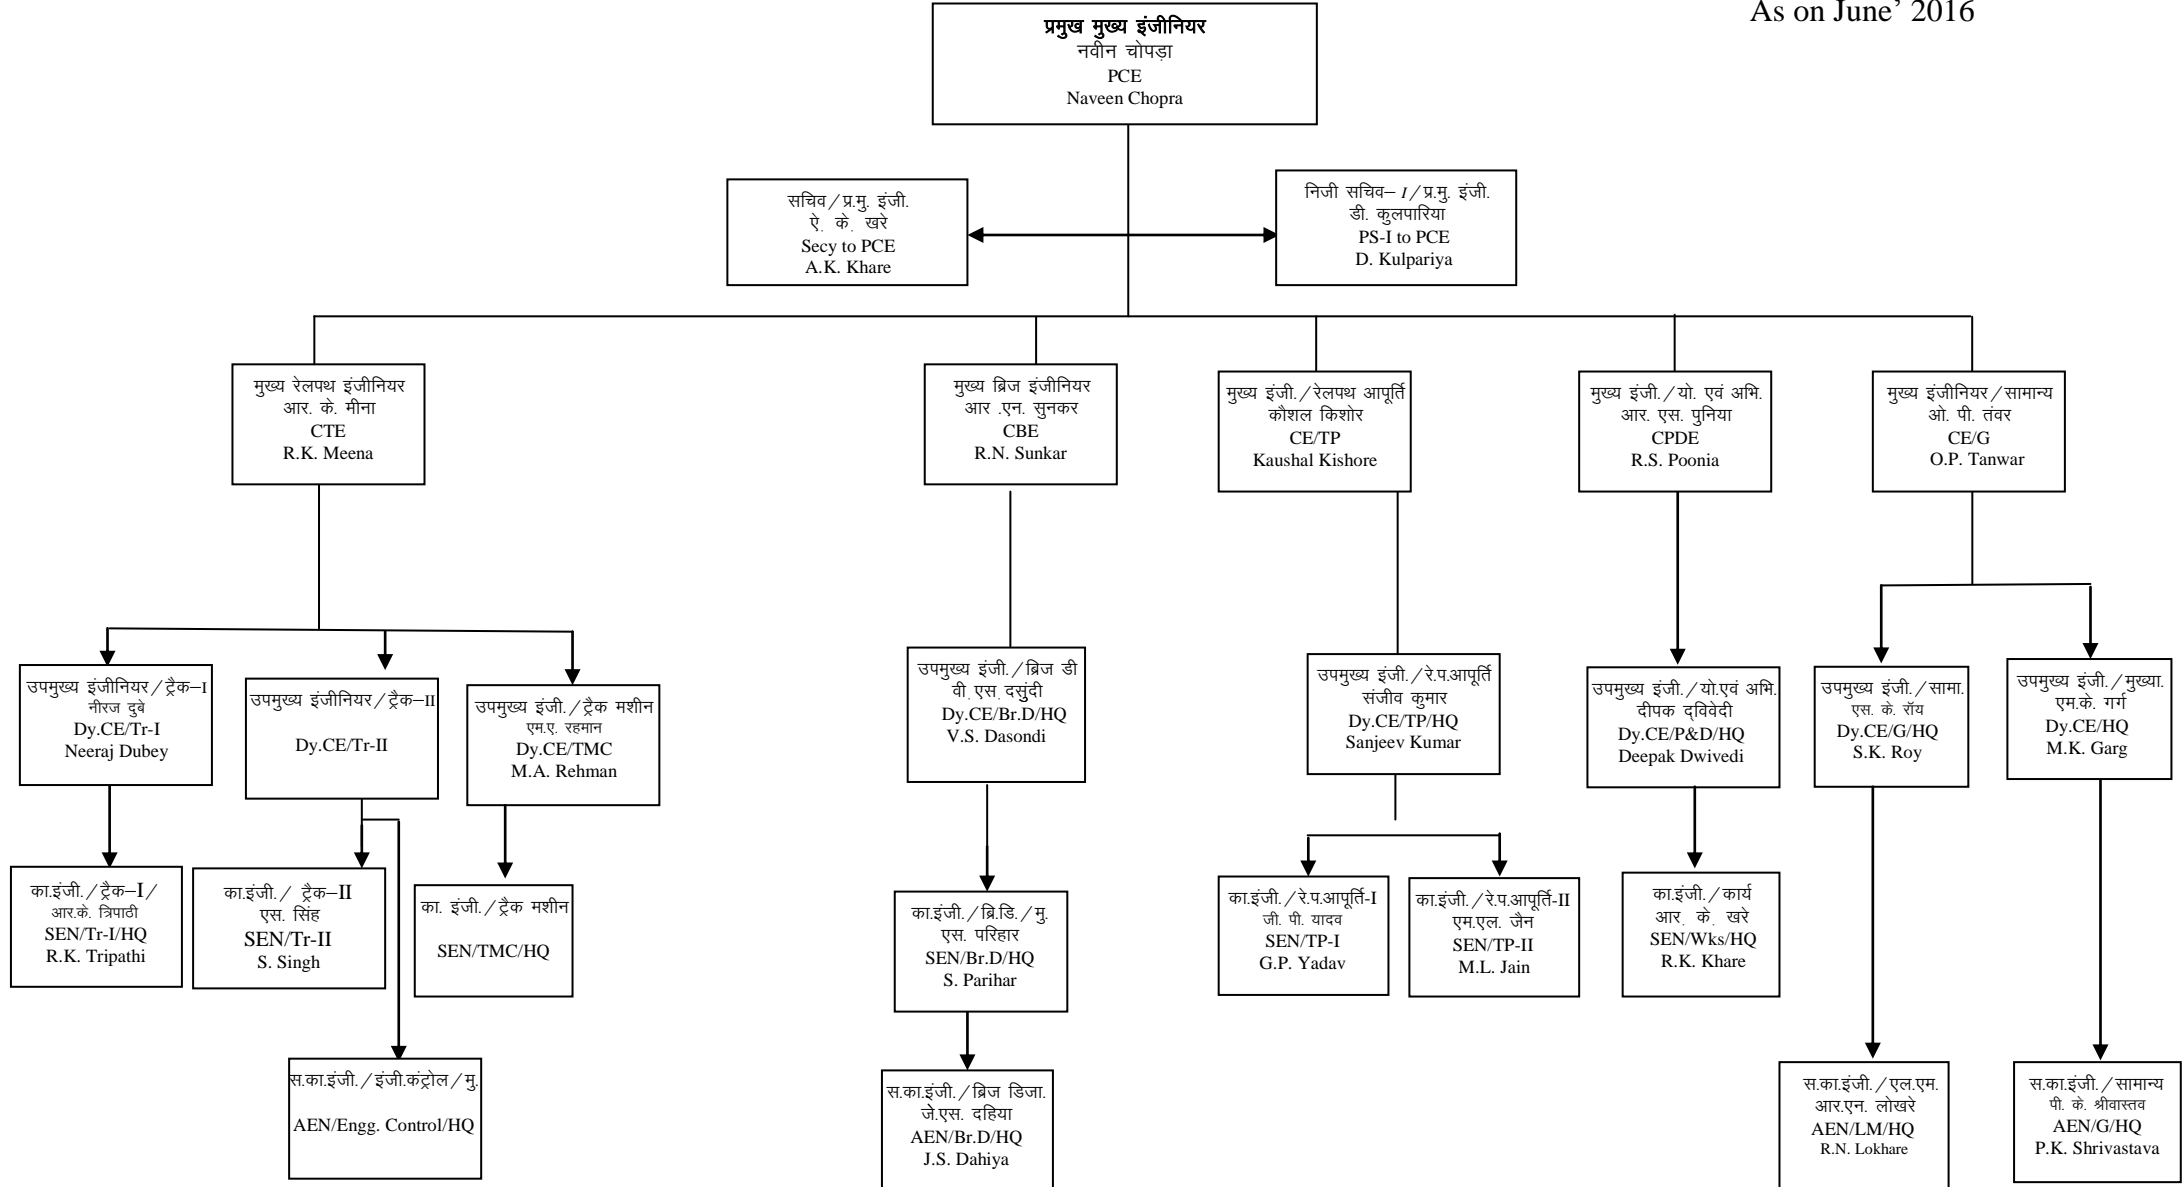 As on June’ 2016
प्रमुख मुख्य इंजीनियर
नवीन चोपड़ा
PCE
Naveen Chopra
सचिव/प्र.मु. इंजी.
ऐ. के. खरे
Secy to PCE
A.K. Khare
निजी सचिव– I/प्र.मु. इंजी.
डी. कुलपारिया
PS-I to PCE
D. Kulpariya
मुख्य रेलपथ इंजीनियर
आर. के. मीना
CTE
R.K. Meena
मुख्य ब्रिज इंजीनियर
आर .एन. सुनकर
CBE
R.N. Sunkar
मुख्य इंजी./रेलपथ आपूर्ति
कौशल किशोर
CE/TP
Kaushal Kishore
मुख्य इंजी./यो. एवं अभि.
आर. एस. पुनिया
CPDE
R.S. Poonia
मुख्य इंजीनियर/सामान्य
ओ. पी. तंवर
CE/G
O.P. Tanwar
उपमुख्य इंजीनियर/ट्रैक–I
नीरज दुबे
Dy.CE/Tr-I
Neeraj Dubey
उपमुख्य इंजीनियर/ट्रैक–II
Dy.CE/Tr-II
उपमुख्य इंजी./ट्रैक मशीन
एम.ए. रहमान
Dy.CE/TMC
M.A. Rehman
उपमुख्य इंजी./ब्रिज डी
वी.एस.दसुंदी
Dy.CE/Br.D/HQ
V.S. Dasondi
उपमुख्य इंजी./रे.प.आपूर्ति
संजीव कुमार
Dy.CE/TP/HQ
Sanjeev Kumar
उपमुख्य इंजी./यो.एवं अभि.
दीपक द्विवेदी
Dy.CE/P&D/HQ
Deepak Dwivedi
उपमुख्य इंजी./सामा.
एस. के. रॉय
Dy.CE/G/HQ
S.K. Roy
उपमुख्य इंजी./मुख्या.
एम.के. गर्ग
Dy.CE/HQ
M.K. Garg
का.इंजी./ट्रैक–I/
आर.के. त्रिपाठी
SEN/Tr-I/HQ
R.K. Tripathi
का.इंजी./ ट्रैक–II
एस. सिंह
SEN/Tr-II
S. Singh
का. इंजी./ट्रैक मशीन
SEN/TMC/HQ
का.इंजी./ब्रि.डि./मु.
एस. परिहार
SEN/Br.D/HQ
S. Parihar
का.इंजी./रे.प.आपूर्ति-I
जी. पी. यादव
SEN/TP-I
G.P. Yadav
का.इंजी./रे.प.आपूर्ति-II
एम.एल. जैन
SEN/TP-II
M.L. Jain
का.इंजी./कार्य
आर. के. खरे
SEN/Wks/HQ
R.K. Khare
स.का.इंजी./इंजी.कंट्रोल/मु.
AEN/Engg. Control/HQ
स.का.इंजी./ब्रिज डिजा.
जे.एस. दहिया
AEN/Br.D/HQ
J.S. Dahiya
स.का.इंजी./एल.एम.
आर.एन. लोखरे
AEN/LM/HQ
R.N. Lokhare
स.का.इंजी./सामान्य
पी. के. श्रीवास्तव
AEN/G/HQ
P.K. Shrivastava